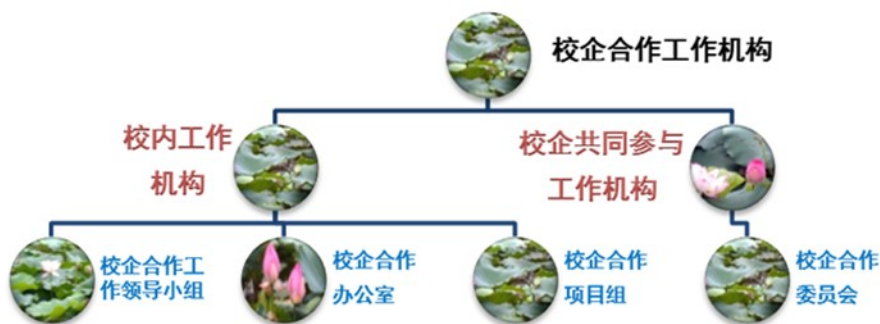 校企合作工作机构
校内工作
机构
校企共同参与
工作机构
校企合作工
作领导小组
校企合作
办公室
校企合作
项目组
校企合作
委员会